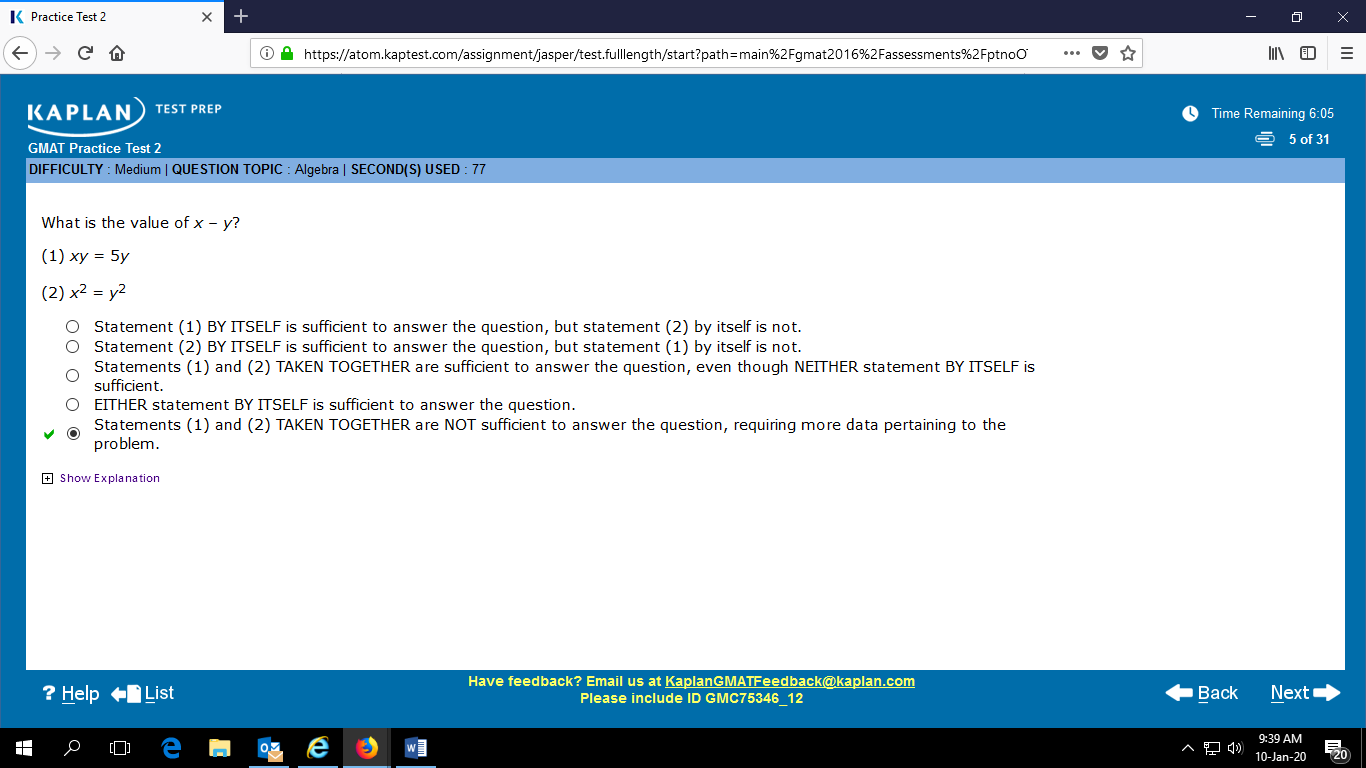 Practice Test 2
https://atom.kaptest.com/assignment/jasper/test.fulllength/start?path=main%2Fgmat2016%2Fassessments%2FptnoO
KAPLAN TEST PREP
Time Remaining 6:05
GMAT Practice Test 2
5 of 31
DIFFICULTY : Medium | QUESTION TOPIC : Algebra | SECOND(S) USED : 77
What is the value of x – y?
(1) xy = 5y
(2) x² = y²
Statement (1) BY ITSELF is sufficient to answer the question, but statement (2) by itself is not.
Statement (2) BY ITSELF is sufficient to answer the question, but statement (1) by itself is not.
Statements (1) and (2) TAKEN TOGETHER are sufficient to answer the question, even though NEITHER statement BY ITSELF is
sufficient.
EITHER statement BY ITSELF is sufficient to answer the question.
Statements (1) and (2) TAKEN TOGETHER are NOT sufficient to answer the question, requiring more data pertaining to the
problem.
Show Explanation
? Help List
Have feedback? Email us at KaplanGMATFeedback@kaplan.com
Please include ID GMC75346_12
Back Next
9:39 AM
10-Jan-20
20